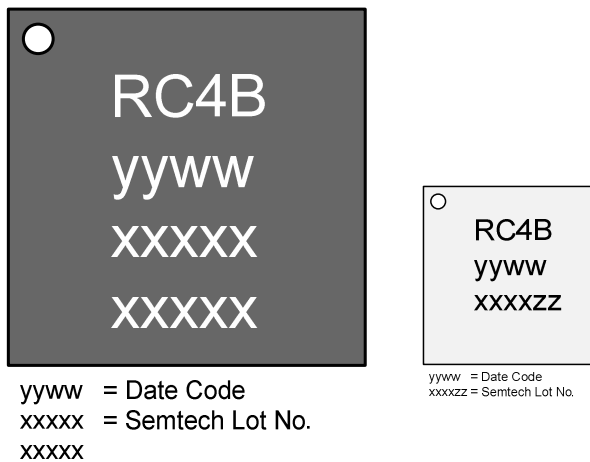 RC4B
yyww
xxxxx
xxxxx
yyww = Date Code
xxxxx = Semtech Lot No.
xxxxx
RC4B
yyww
xxxxzz
yyww = Date Code
xxxxzz = Semtech Lot No.